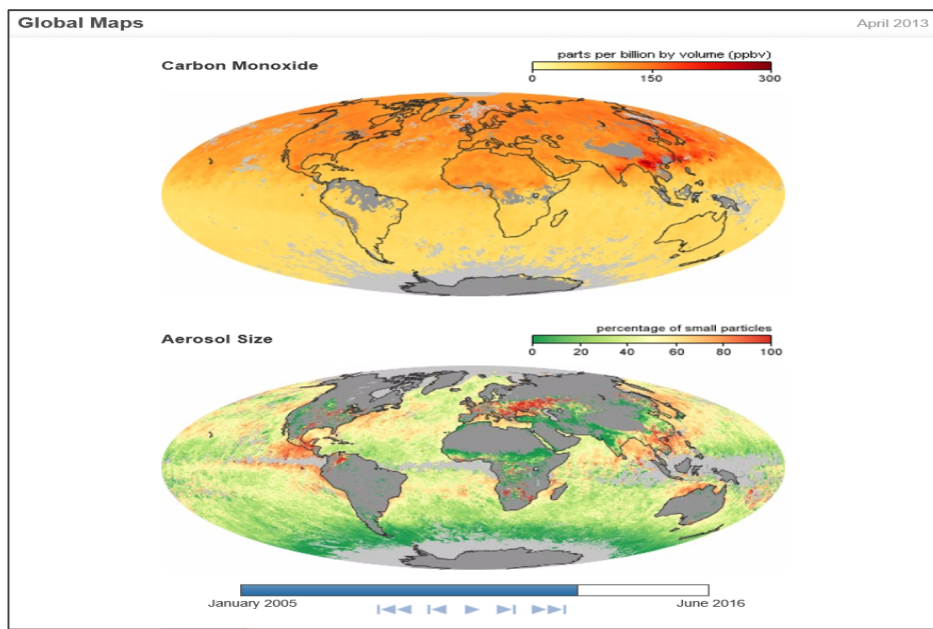 Global Maps
April 2013
Carbon Monoxide
parts per billion by volume (ppbv)
0 150 300
Aerosol Size
percentage of small particles
0 20 40 60 80 100
January 2005
June 2016